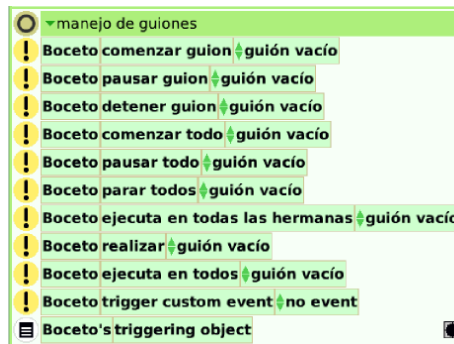 manejo de guiones
! Boceto comenzar guion guión vacío
! Boceto pausar guion guión vacío
! Boceto detener guion guión vacío
! Boceto comenzar todo guión vacío
! Boceto pausar todo guión vacío
! Boceto parar todos guión vacío
! Boceto ejecuta en todas las hermanas guión vacío
! Boceto realizar guión vacío
! Boceto ejecuta en todos guión vacío
! Boceto trigger custom event no event
Boceto's triggering object